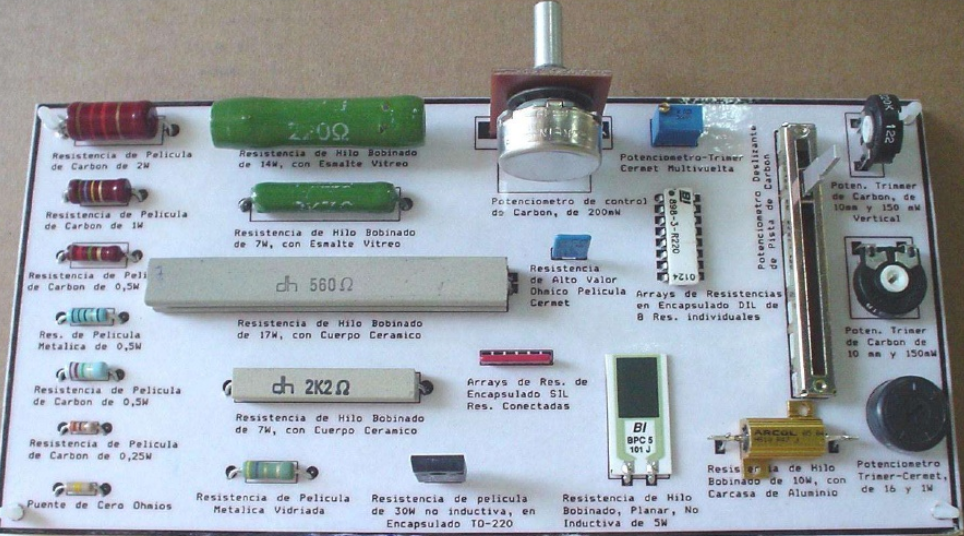 Resistencia de Pelicula
de Carbon de 2W
Resistencia de Pelicula
de Carbon de 1W
Resistencia de Peli
de Carbon de 0,5W
Res. de Pelicula
Metalica de 0,5W
Resistencia de Pelicula
de Carbon de 0,5W
Resistencia de Pelicula
de Carbon de 0,25W
Puente de Cero Ohmios
220Ω
Resistencia de Hilo Bobinado
de 14W, con Esmalte Vitreo
Resistencia de Hilo Bobinado
de 7W, con Esmalte Vitreo
dh 560Ω
Resistencia de Hilo Bobinado
de 17W, con Cuerpo Ceramico
dh 2K2Ω
Resistencia de Hilo Bobinado
de 7W, con Cuerpo Ceramico
Resistencia de Pelicula
Metalica Vidriada
Resistencia de pelicula
de 30W no inductiva, en
Encapsulado TO-220
Potenciometro de control
de Carbon, de 200mW
Resistencia
de Alto Valor
Ohmico Pelicula
Cermet
Arrays de Res. de
Encapsulado SIL
Res. Conectadas
Potenciometro-Trimer
Cermet Multivuelta
BI
898-3-R220
0124
Arrays de Resistencias
en Encapsulado DIL de
8 Res. individuales
BI
BPC 5
101 J
Resistencia de Hilo
Bobinado, Planar, No
Inductiva de 5W
Potenciometro Deslizante
de Pista de Carbon
ARCOL
Resis de Hilo
Bobinado de 10W, con
Carcasa de Aluminio
122
Poten. Trimmer
de Carbon, de
10mm y 150 mW
Vertical
Poten. Trimer
de Carbon de
10 mm y 150mW
Potenciometro
Trimer-Cermet,
de 16 y 1W